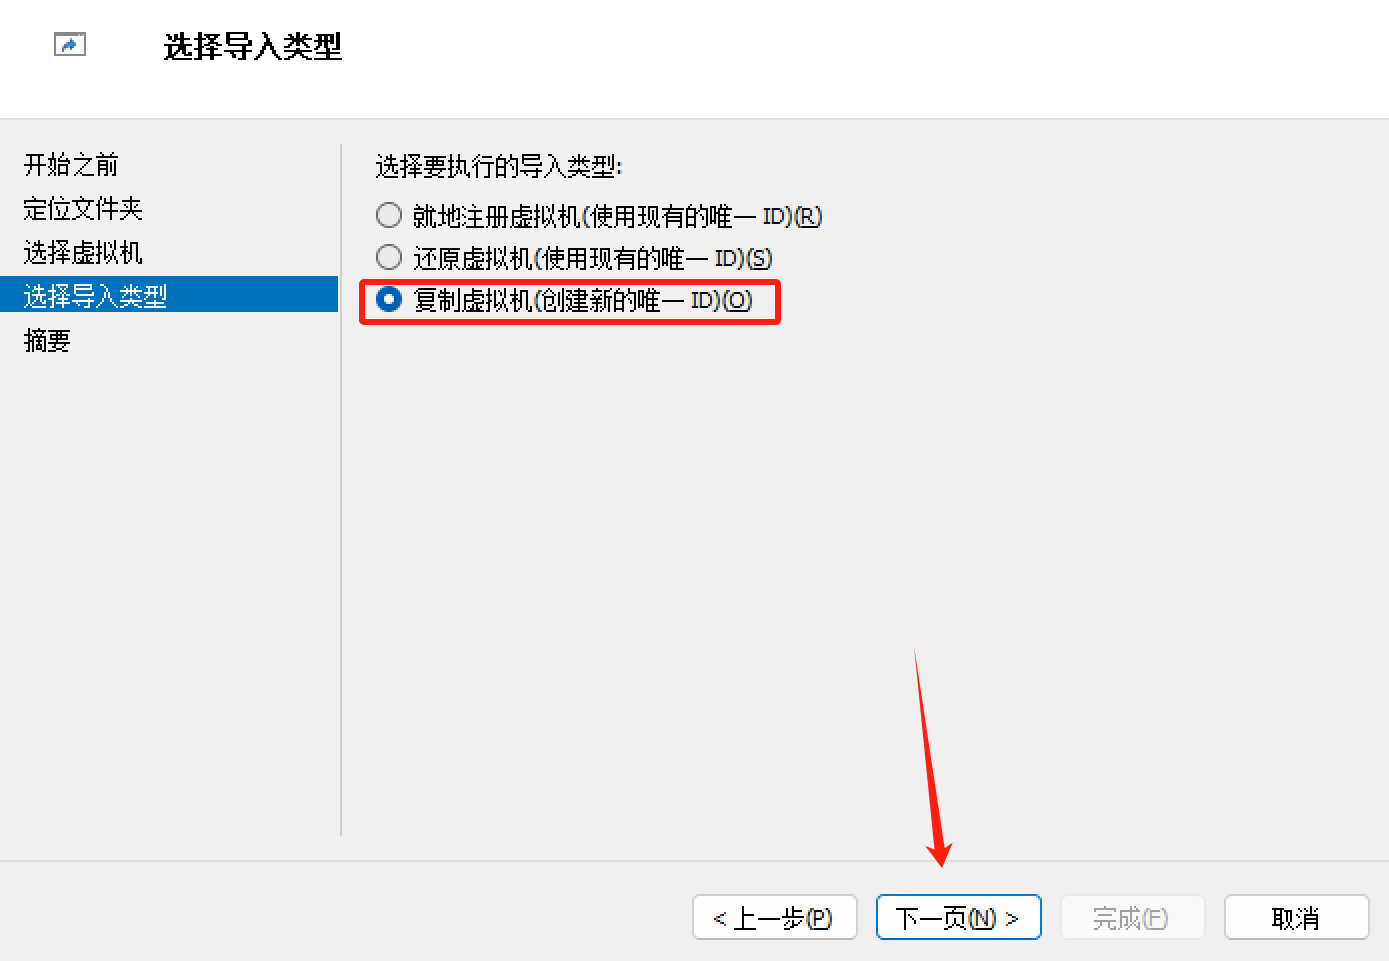 选择导入类型
开始之前
定位文件夹
选择虚拟机
选择导入类型
摘要
选择要执行的导入类型:
就地注册虚拟机(使用现有的唯一 ID)(R)
还原虚拟机(使用现有的唯一 ID)(S)
复制虚拟机(创建新的唯一 ID)(O)
< 上一步(P)
下一页(N) >
完成(F)
取消